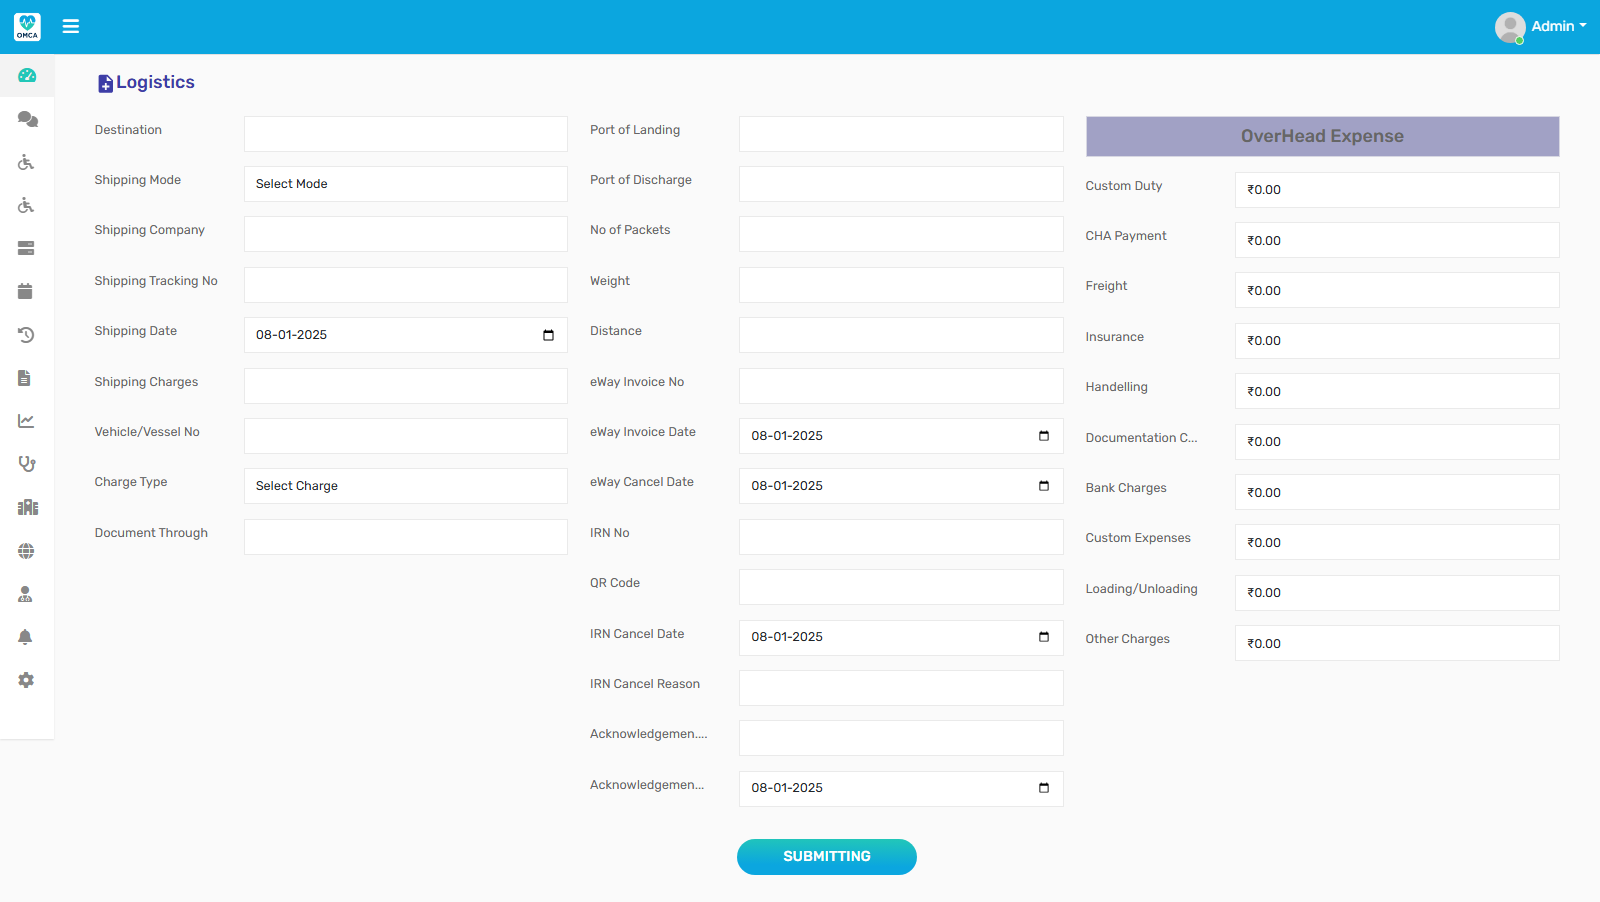 OMCA
Admin
Logistics
Destination
Shipping Mode
Select Mode
Shipping Company
Shipping Tracking No
Shipping Date
08-01-2025
Shipping Charges
Vehicle/Vessel No
Charge Type
Select Charge
Document Through
Port of Landing
Port of Discharge
No of Packets
Weight
Distance
eWay Invoice No
eWay Invoice Date
08-01-2025
eWay Cancel Date
08-01-2025
IRN No
QR Code
IRN Cancel Date
08-01-2025
IRN Cancel Reason
Acknowledgemen....
Acknowledgemen...
08-01-2025
OverHead Expense
Custom Duty
₹0.00
CHA Payment
₹0.00
Freight
₹0.00
Insurance
₹0.00
Handelling
₹0.00
Documentation C...
₹0.00
Bank Charges
₹0.00
Custom Expenses
₹0.00
Loading/Unloading
₹0.00
Other Charges
₹0.00
SUBMITTING